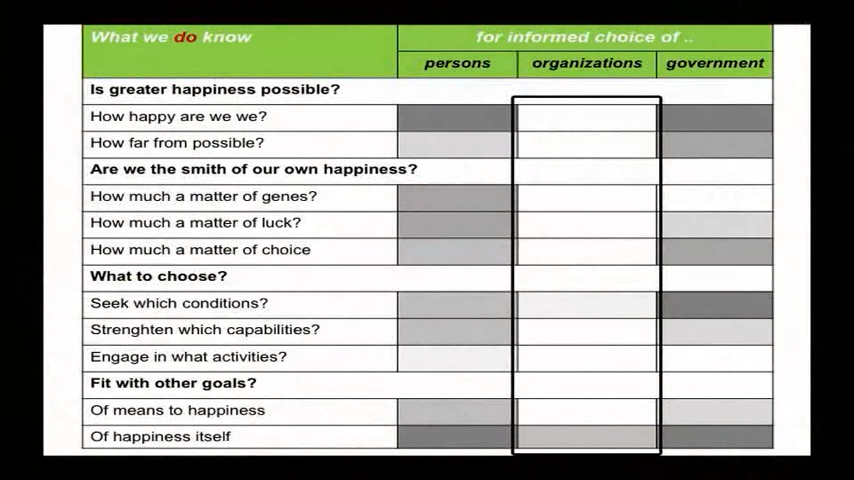 What we do know
for informed choice of ..
persons organizations government
Is greater happiness possible?
How happy are we we?
How far from possible?
Are we the smith of our own happiness?
How much a matter of genes?
How much a matter of luck?
How much a matter of choice
What to choose?
Seek which conditions?
Strenghten which capabilities?
Engage in what activities?
Fit with other goals?
Of means to happiness
Of happiness itself